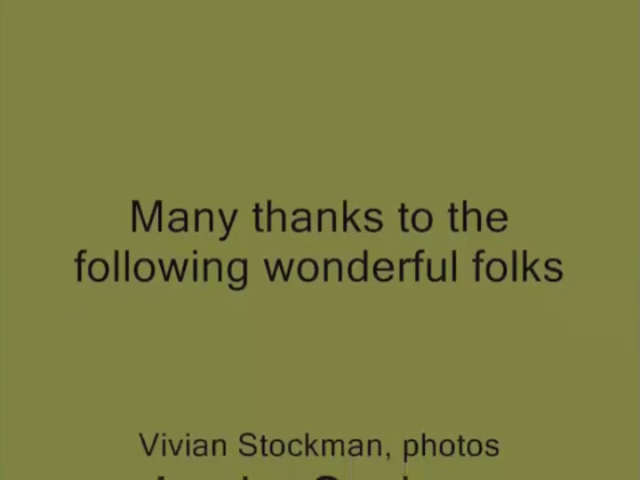 Many thanks to the
following wonderful folks
Vivian Stockman, photos